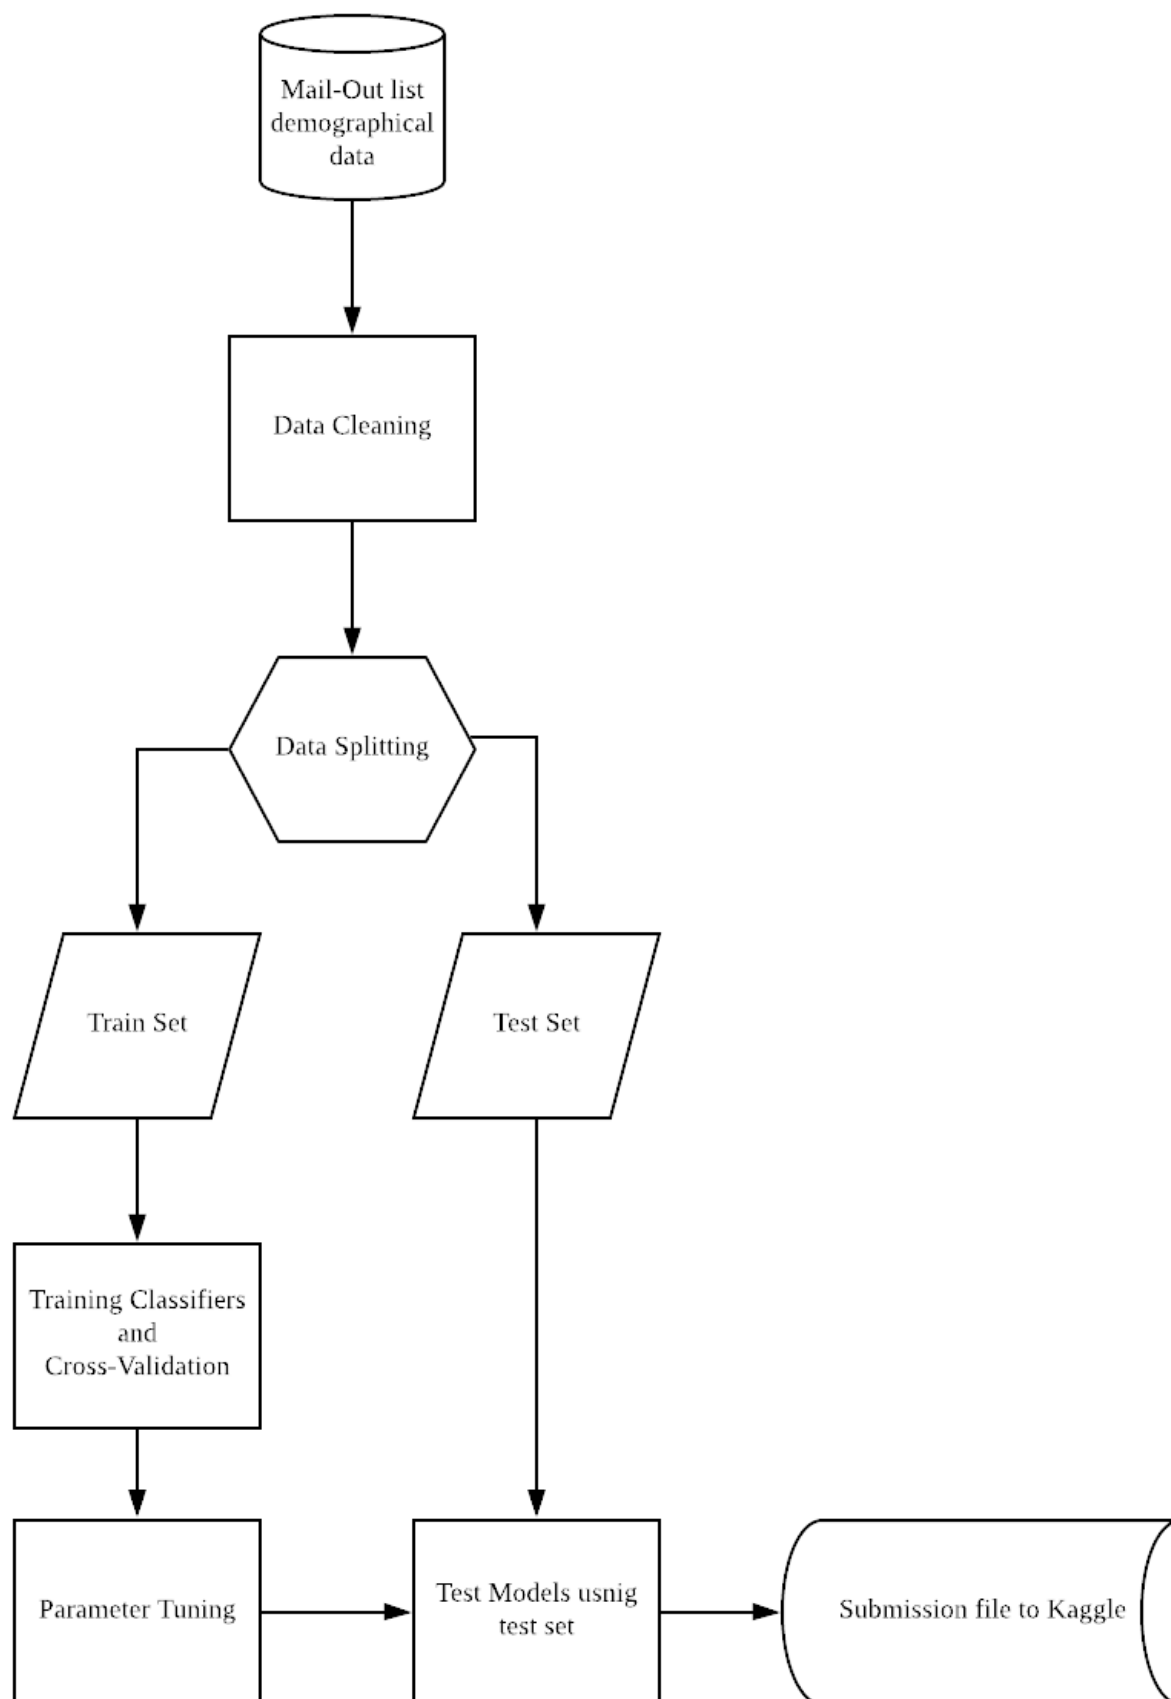 Mail-Out list
demographical
data
Data Cleaning
Data Splitting
Train Set
Test Set
Training Classifiers
and
Cross-Validation
Parameter Tuning
Test Models usnig
test set
Submission file to Kaggle